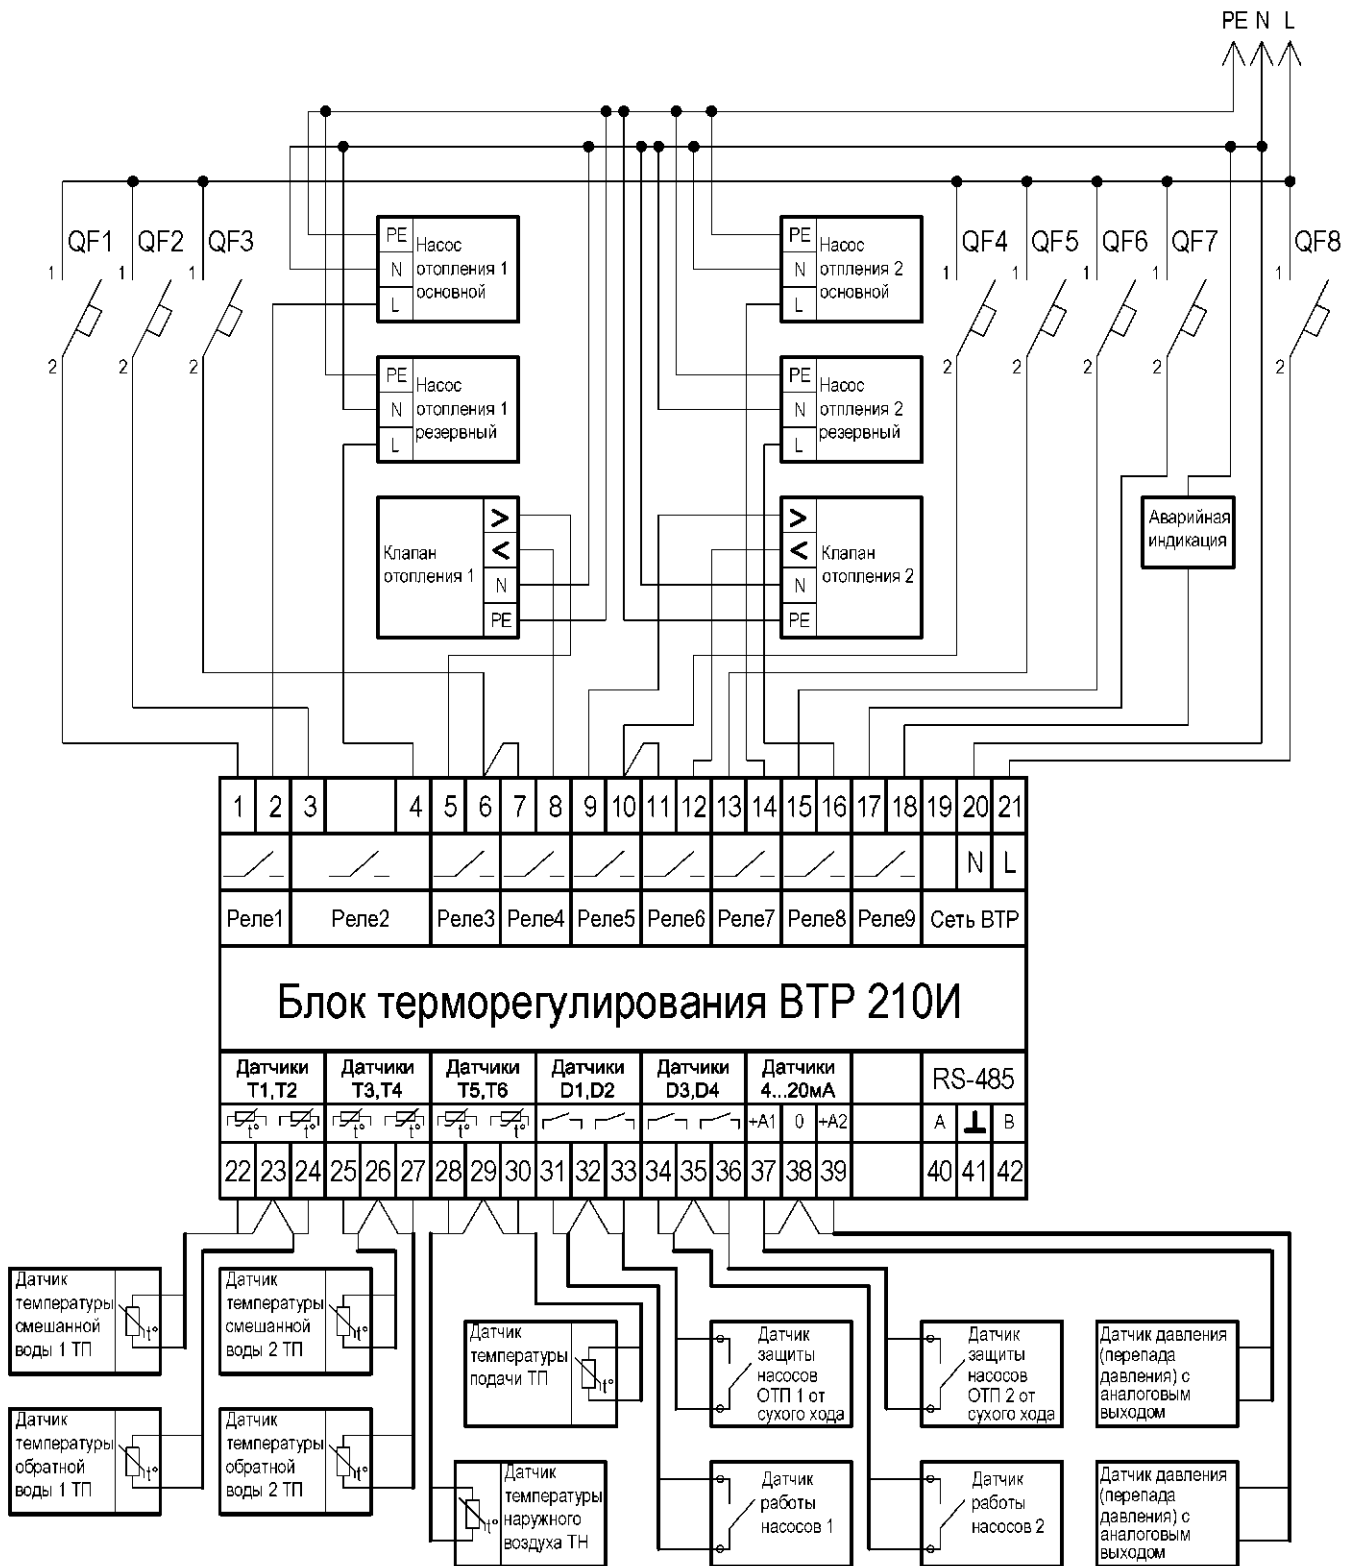 PE N L
QF1 QF2 QF3 QF4 QF5 QF6 QF7 QF8
1 1 1 1 1 1 1 1
2 2 2 2 2 2 2 2
PE
N
L
Насос
отопления 1
основной
PE
N
L
Насос
отпления 2
основной
PE
N
L
Насос
отопления 1
резервный
PE
N
L
Насос
отпления 2
резервный
Клапан
отопления 1
>
<
N
PE
>
<
N
PE
Клапан
отопления 2
Аварийная
индикация
1 2 3 4 5 6 7 8 9 10 11 12 13 14 15 16 17 18 19 20 21
N L
Реле1 Реле2 Реле3 Реле4 Реле5 Реле6 Реле7 Реле8 Реле9 Сеть ВТР
Блок терморегулирования ВТР 210И
Датчики
Т1,Т2
Датчики
Т3,Т4
Датчики
Т5,Т6
Датчики
D1,D2
Датчики
D3,D4
Датчики
4...20мА
RS-485
t° t° t° t° t° t° +A1 0 +A2 A B
22 23 24 25 26 27 28 29 30 31 32 33 34 35 36 37 38 39 40 41 42
Датчик
температуры
смешанной
воды 1 ТП
t°
Датчик
температуры
смешанной
воды 2 ТП
t°
Датчик
температуры
подачи ТП
t°
Датчик
защиты
насосов
ОТП 1 от
сухого хода
Датчик
защиты
насосов
ОТП 2 от
сухого хода
Датчик давления
(перепада
давления) с
аналоговым
выходом
Датчик
температуры
обратной
воды 1 ТП
t°
Датчик
температуры
обратной
воды 2 ТП
t°
t°
Датчик
температуры
наружного
воздуха ТН
Датчик
работы
насосов 1
Датчик
работы
насосов 2
Датчик давления
(перепада
давления) с
аналоговым
выходом